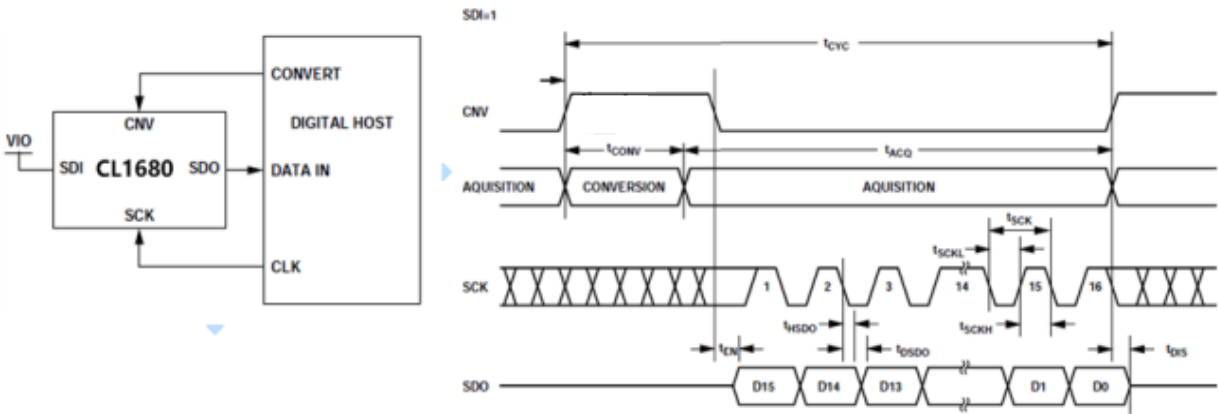 CONVERT
CNV
DIGITAL HOST
VIO
SDI CL1680 SDO
DATA IN
SCK
CLK
SDI=1
tCYC
CNV
tCONV
tACQ
AQUISITION
CONVERSION
AQUISITION
tSCK
tSCKL
SCK
1 2 3 14 15 16
tHSDO
tSCKH
tEN
tDSDO
tDIS
SDO
D15 D14 D13 D1 D0